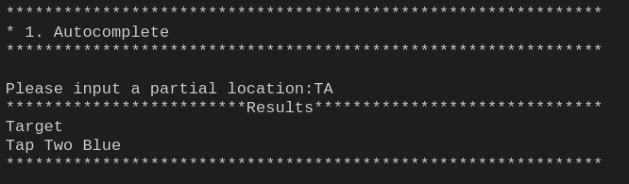 **************************************************************
* 1. Autocomplete
**************************************************************
Please input a partial location:TA
*************************Results******************************
Target
Tap Two Blue
**************************************************************